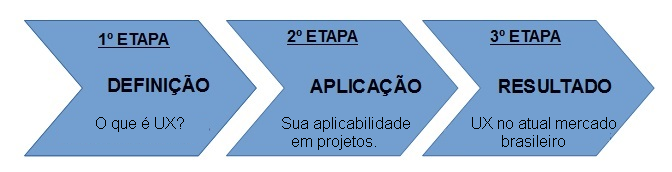 1º ETAPA
DEFINIÇÃO
O que é UX?
2º ETAPA
APLICAÇÃO
Sua aplicabilidade
em projetos.
3º ETAPA
RESULTADO
UX no atual mercado
brasileiro